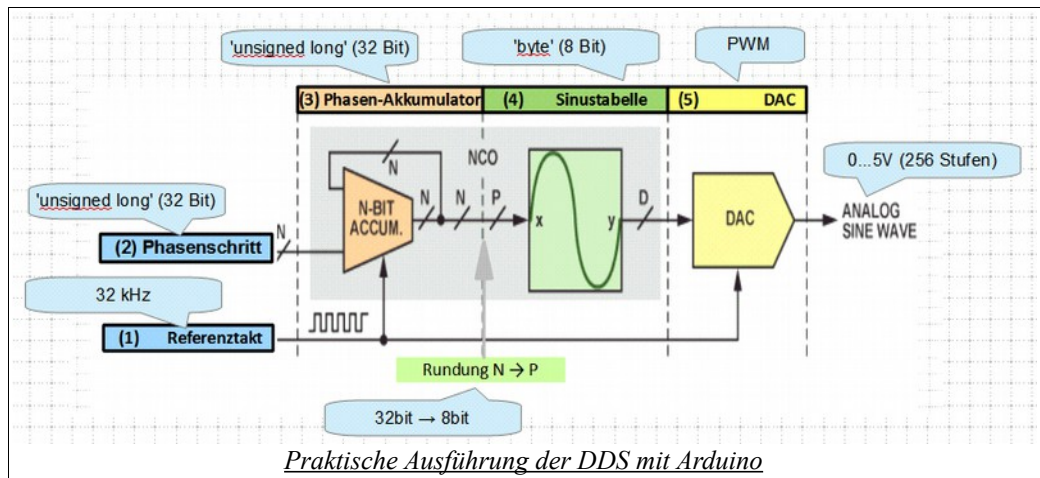 'unsigned long' (32 Bit)
'byte' (8 Bit)
PWM
(3) Phasen-Akkumulator
(4) Sinustabelle
(5) DAC
0...5V (256 Stufen)
N
NCO
'unsigned long' (32 Bit)
N-BIT
ACCUM.
N
N
P
x
y
D
DAC
ANALOG
SINE WAVE
N
(2) Phasenschritt
32 kHz
(1) Referenztakt
Rundung N → P
32bit → 8bit
Praktische Ausführung der DDS mit Arduino